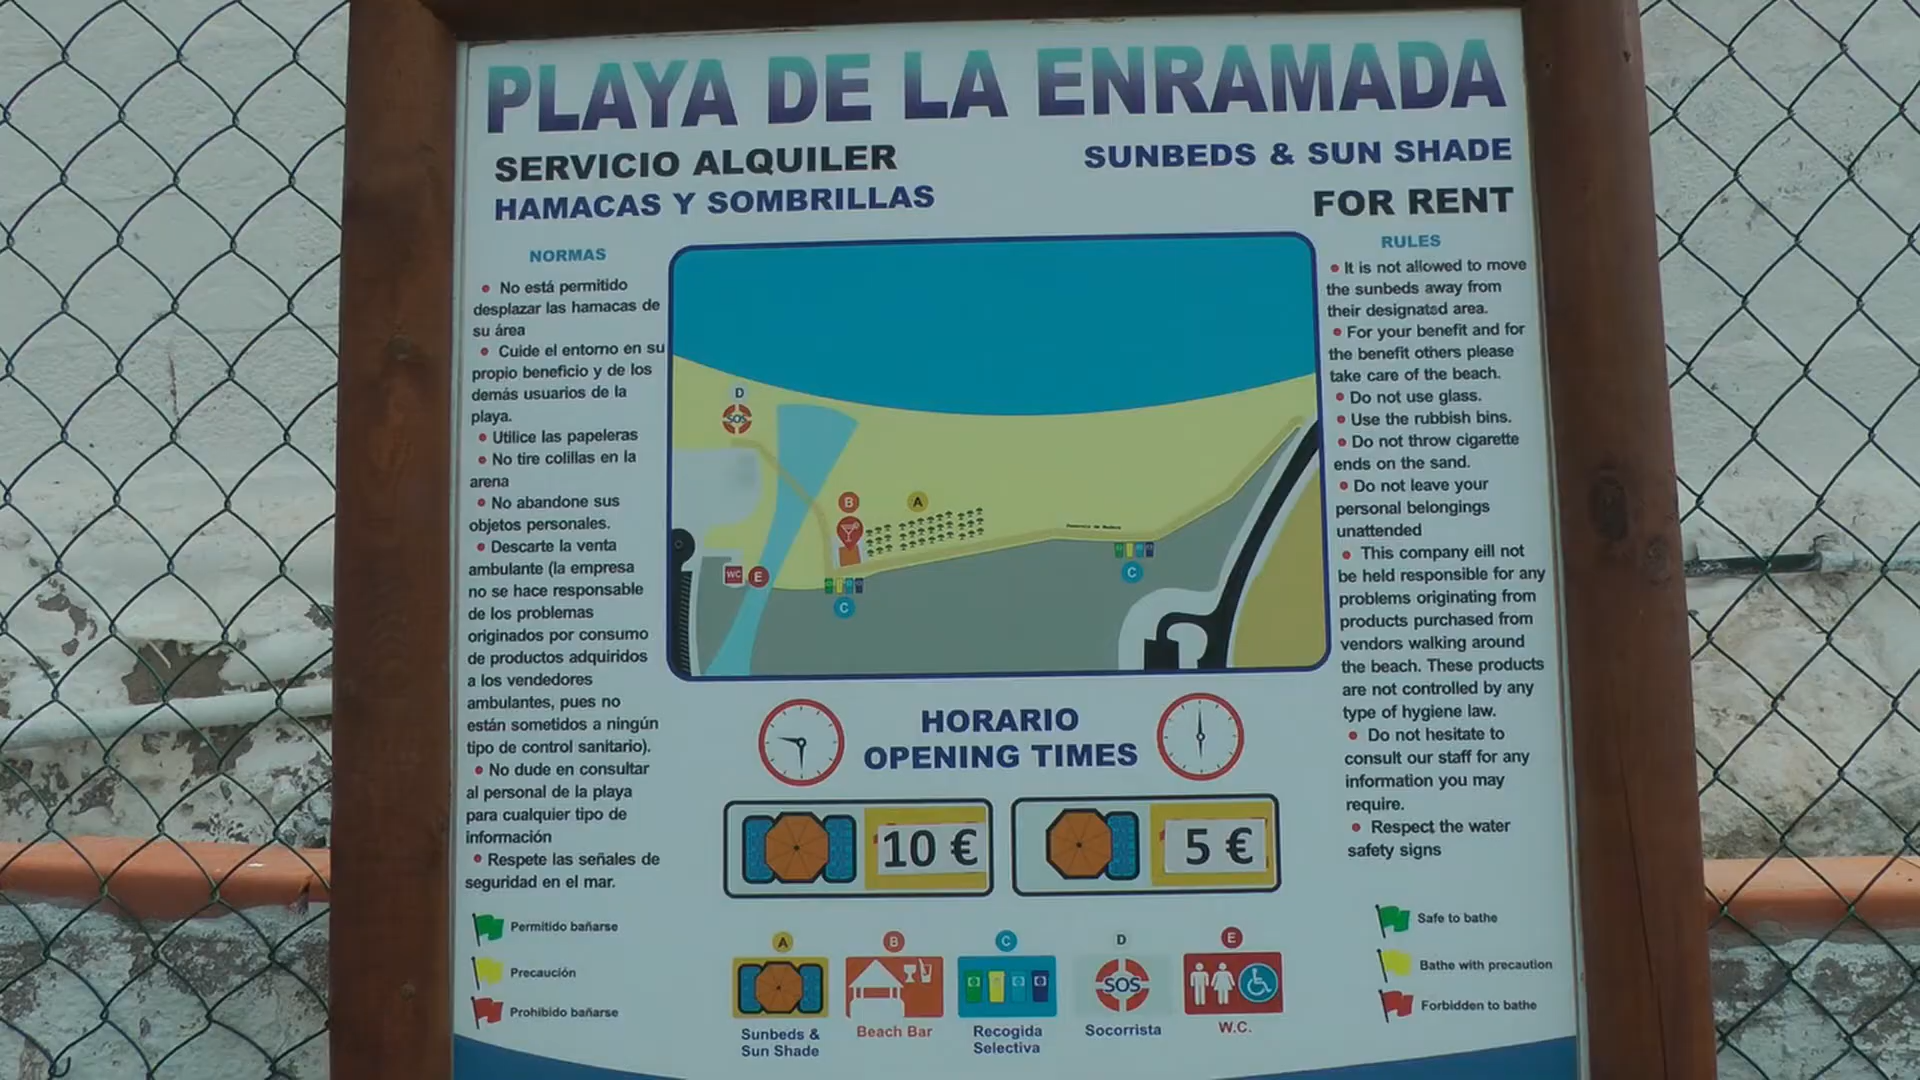 PLAYA DE LA ENRAMADA
SERVICIO ALQUILER
HAMACAS Y SOMBRILLAS
SUNBEDS & SUN SHADE
FOR RENT
NORMAS
• No está permitido
desplazar las hamacas de
su área
• Cuide el entorno en su
propio beneficio y de los
demás usuarios de la
playa.
• Utilice las papeleras
• No tire colillas en la
arena
• No abandone sus
objetos personales.
• Descarte la venta
ambulante (la empresa
no se hace responsable
de los problemas
originados por consumo
de productos adquiridos
a los vendedores
ambulantes, pues no
están sometidos a ningún
tipo de control sanitario).
• No dude en consultar
al personal de la playa
para cualquier tipo de
información
• Respete las señales de
seguridad en el mar.
Permitido bañarse
Precaución
Prohibido bañarse
D
SOS
B
A
WC
E
C
C
HORARIO
OPENING TIMES
10 €
5 €
A
B
C
D
E
SOS
Sunbeds &
Sun Shade
Beach Bar
Recogida
Selectiva
Socorrista
W.C.
RULES
• It is not allowed to move
the sunbeds away from
their designated area.
• For your benefit and for
the benefit others please
take care of the beach.
• Do not use glass.
• Use the rubbish bins.
• Do not throw cigarette
ends on the sand.
• Do not leave your
personal belongings
unattended
• This company eill not
be held responsible for any
problems originating from
products purchased from
vendors walking around
the beach. These products
are not controlled by any
type of hygiene law.
• Do not hesitate to
consult our staff for any
information you may
require.
• Respect the water
safety signs
Safe to bathe
Bathe with precaution
Forbidden to bathe